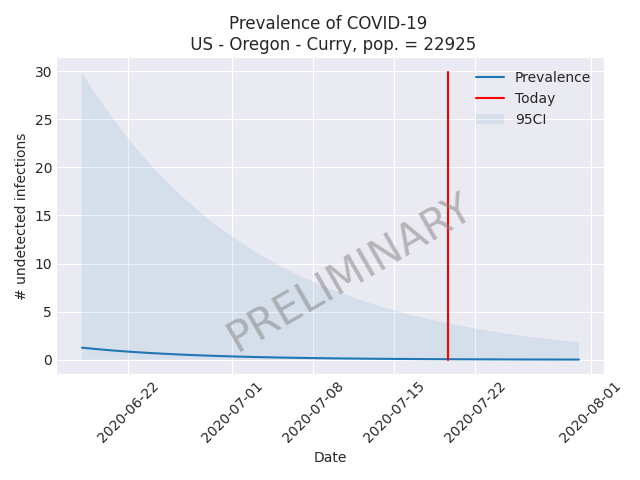 Prevalence of COVID-19
US - Oregon - Curry, pop. = 22925
30
25
20
15
10
5
0
# undetected infections
Prevalence
Today
95CI
PRELIMINARY
2020-06-22
2020-07-01
2020-07-08
2020-07-15
2020-07-22
2020-08-01
Date